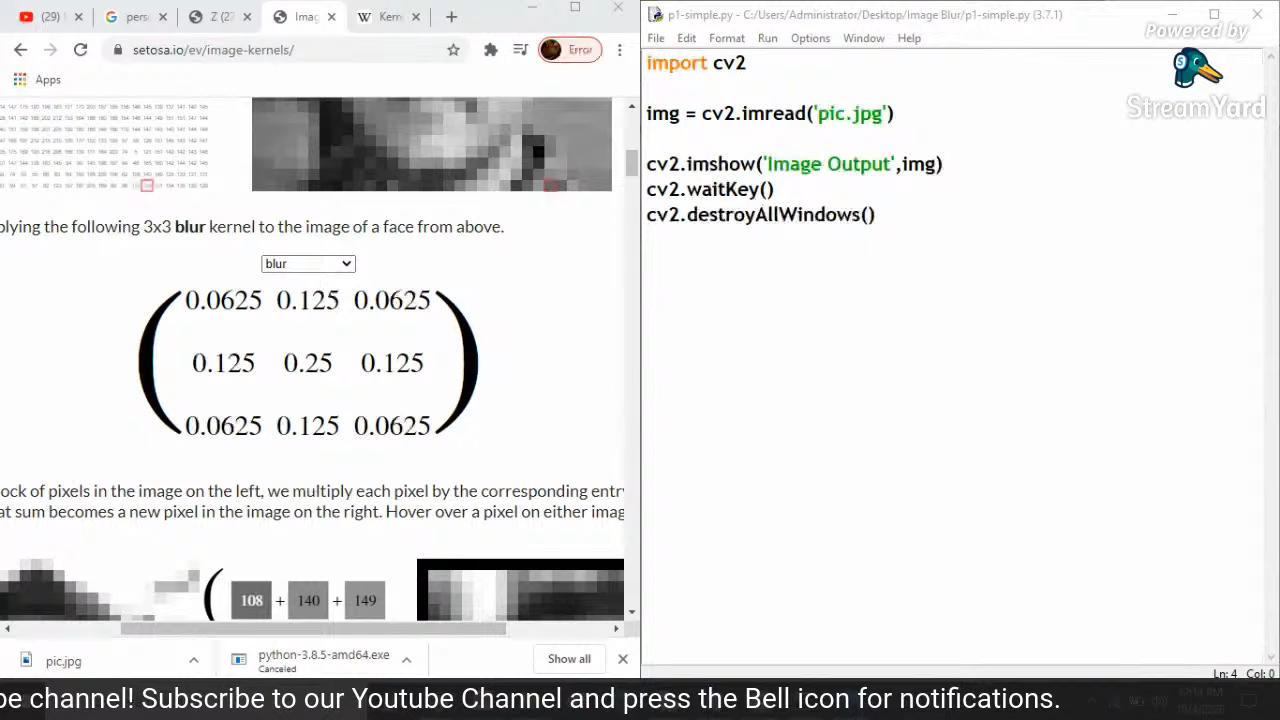 (29)
pers
Z (27
Imag
Kern
p1-simple.py - C:/Users/Administrator/Desktop/Image Blur/p1-simple.py (3.7.1)
setosa.io/ev/image-kernels/
Error
File Edit Format Run Options Window Help
Powered by
StreamYard
Apps
import cv2
img = cv2.imread('pic.jpg')
cv2.imshow('Image Output',img)
cv2.waitKey()
cv2.destroyAllWindows()
plying the following 3x3 blur kernel to the image of a face from above.
blur
0.0625 0.125 0.0625
0.125 0.25 0.125
0.0625 0.125 0.0625
ock of pixels in the image on the left, we multiply each pixel by the corresponding entry
at sum becomes a new pixel in the image on the right. Hover over a pixel on either imag
( 108 + 140 + 149
pic.jpg
python-3.8.5-amd64.exe
Canceled
Show all
Ln: 4 Col: 0
be channel! Subscribe to our Youtube Channel and press the Bell icon for notifications.